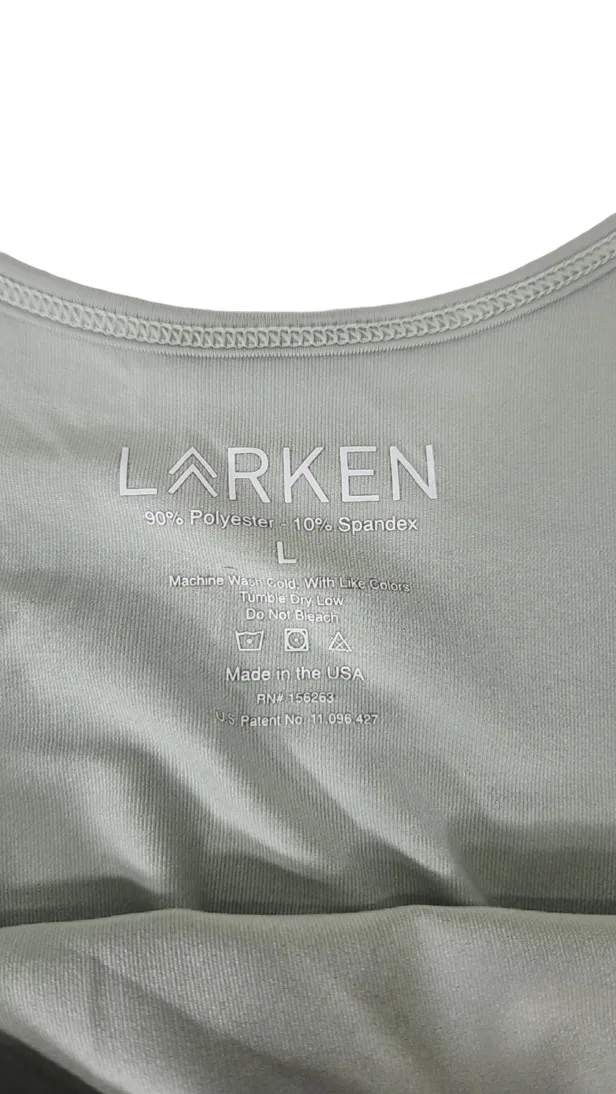 LARKEN
90% Polyester - 10% Spandex
L
Machine Wash Cold, With Like Colors
Tumble Dry Low
Do Not Bleach
Made in the USA
RN# 156263
U.S. Patent No. 11,096,427